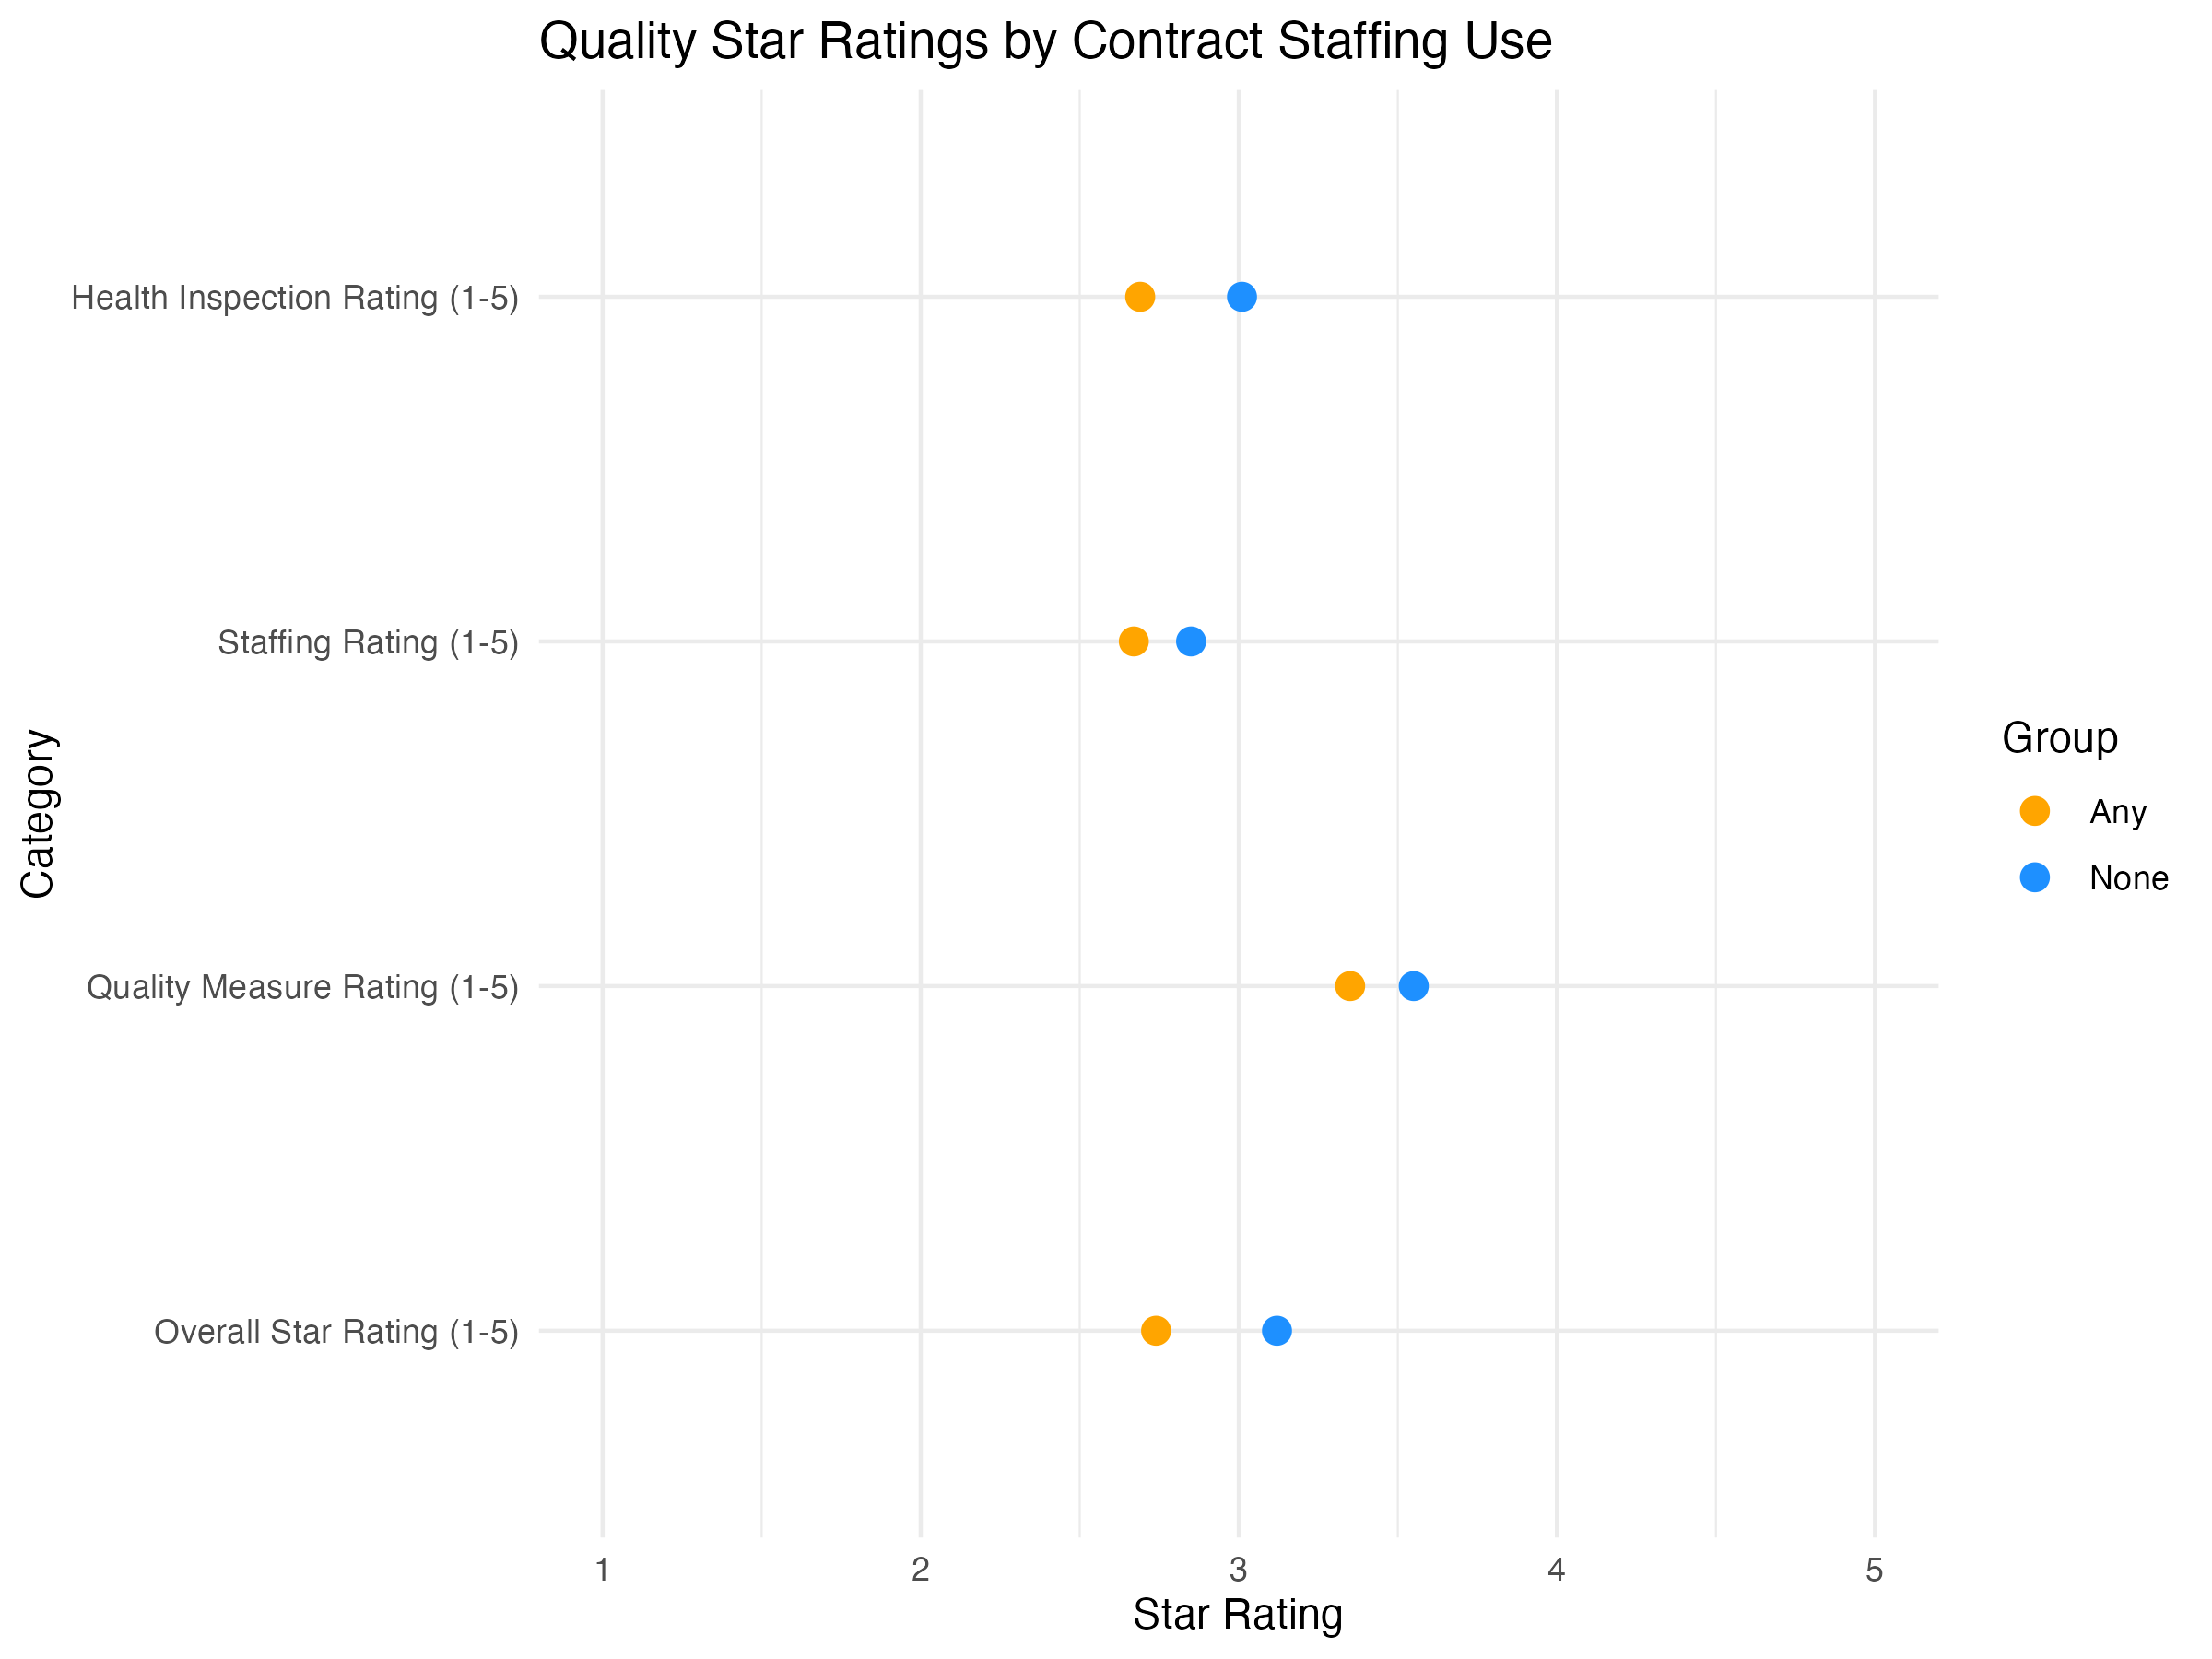 Quality Star Ratings by Contract Staffing Use
Health Inspection Rating (1-5)
Staffing Rating (1-5)
Quality Measure Rating (1-5)
Overall Star Rating (1-5)
Category
1 2 3 4 5
Star Rating
Group
Any
None